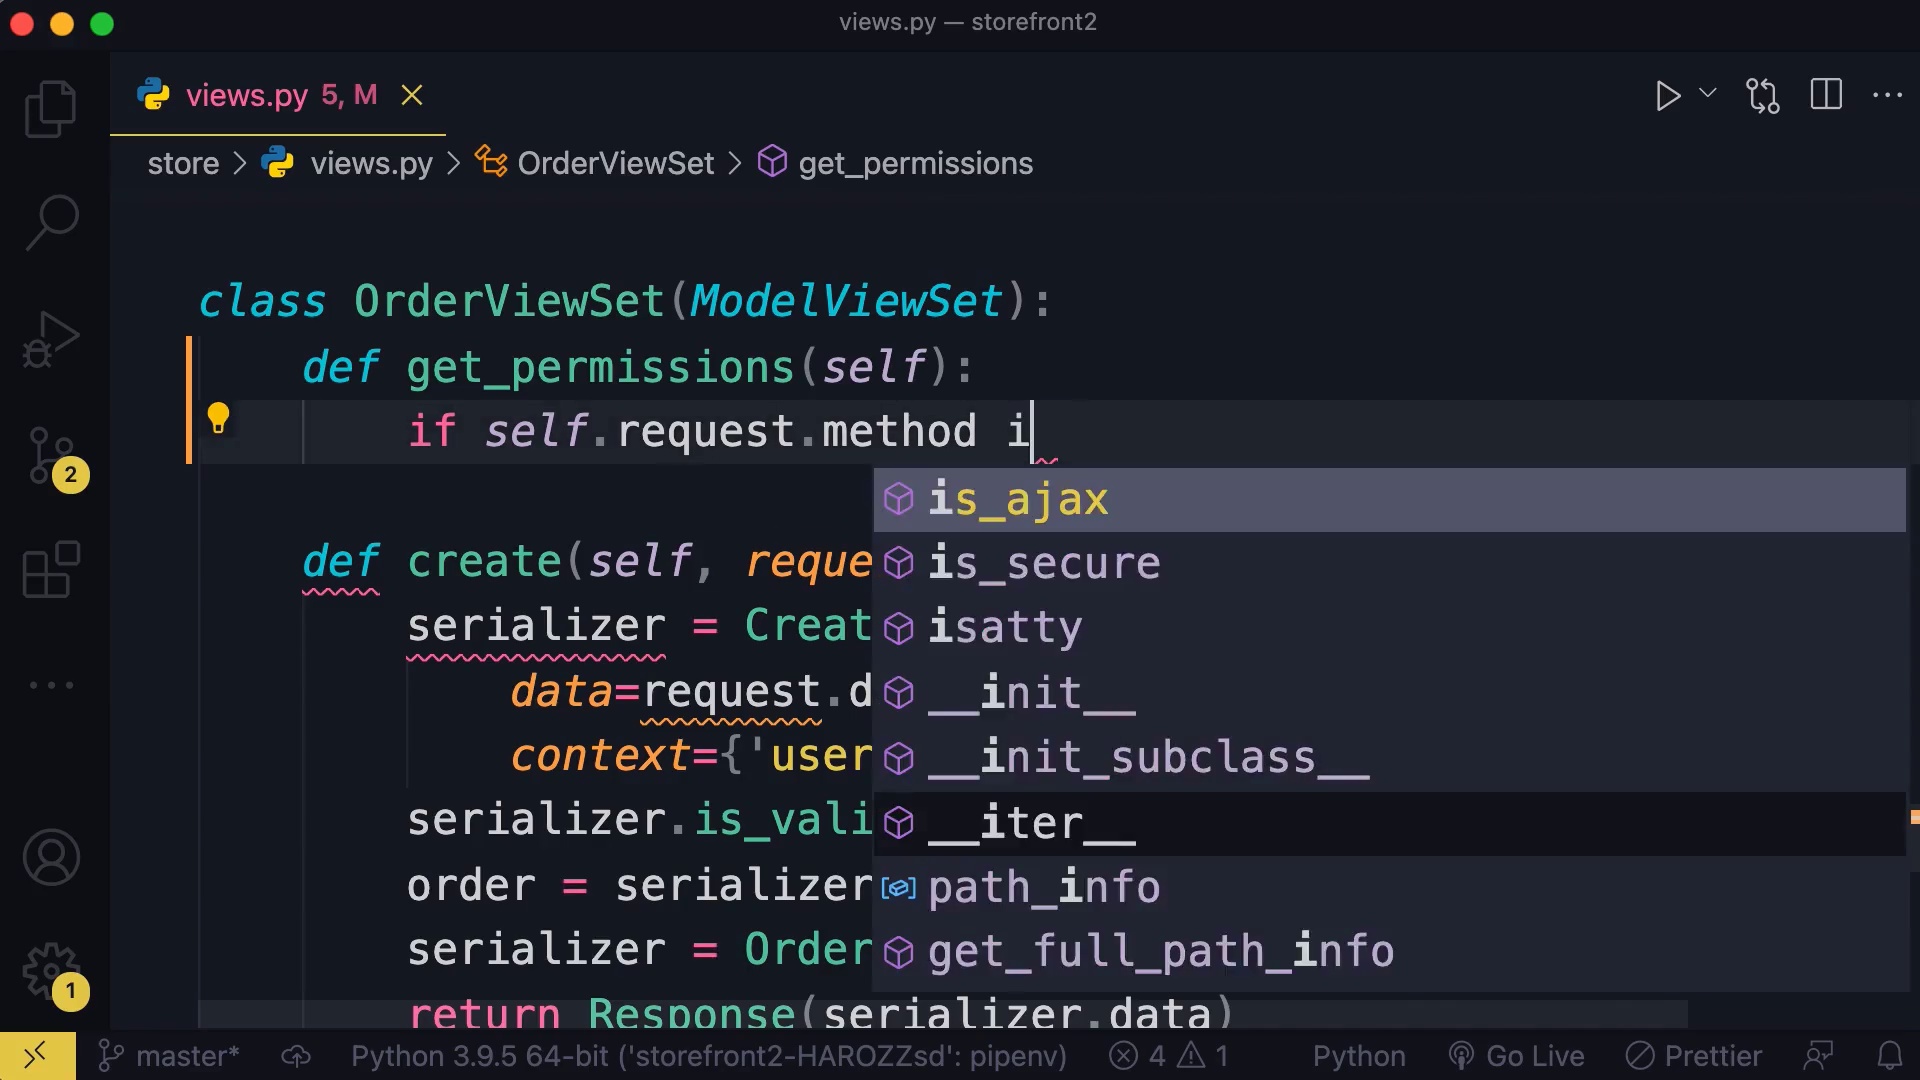 views.py — storefront2
views.py 5, M
store > views.py > OrderViewSet > get_permissions
class OrderViewSet(ModelViewSet):
def get_permissions(self):
if self.request.method i
is_ajax
is_secure
isatty
__init__
__init_subclass__
__iter__
path_info
get_full_path_info
def create(self, reque
serializer = Creat
data=request.d
context={'user
serializer.is_vali
order = serializer
serializer = Order
return Response(serializer.data)
2
1
master* Python 3.9.5 64-bit ('storefront2-HAROZZsd': pipenv) 4 1 Python Go Live Prettier